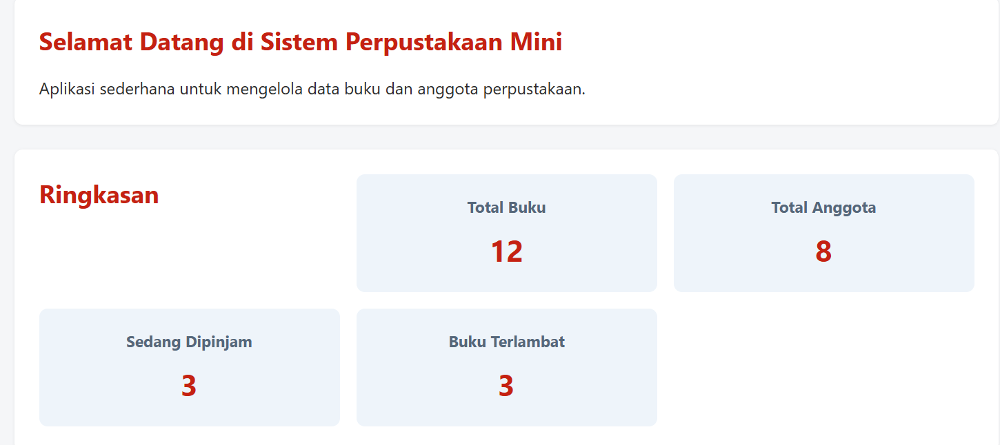 Selamat Datang di Sistem Perpustakaan Mini
Aplikasi sederhana untuk mengelola data buku dan anggota perpustakaan.
Ringkasan
Total Buku
12
Total Anggota
8
Sedang Dipinjam
3
Buku Terlambat
3